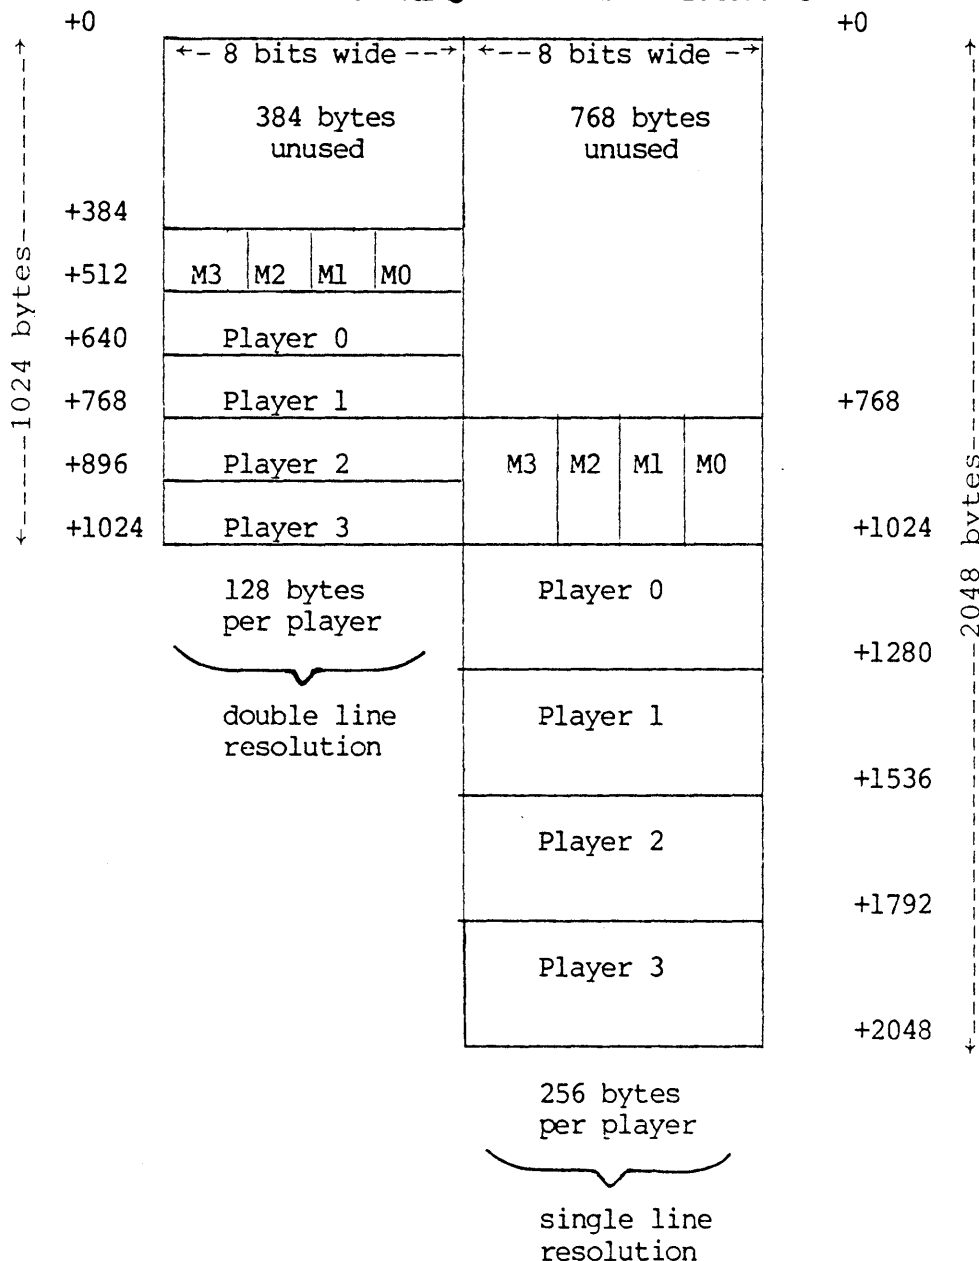 +0 +0
←- 8 bits wide --→ ←---8 bits wide --→
384 bytes 768 bytes
unused unused
+384
+512 M3 M2 M1 M0
+640 Player 0
+768 Player 1 +768
+896 Player 2 M3 M2 M1 M0
+1024 Player 3 +1024
1024 bytes
2048 bytes
128 bytes
per player
double line
resolution
Player 0
+1280
Player 1
+1536
Player 2
+1792
Player 3
+2048
256 bytes
per player
single line
resolution